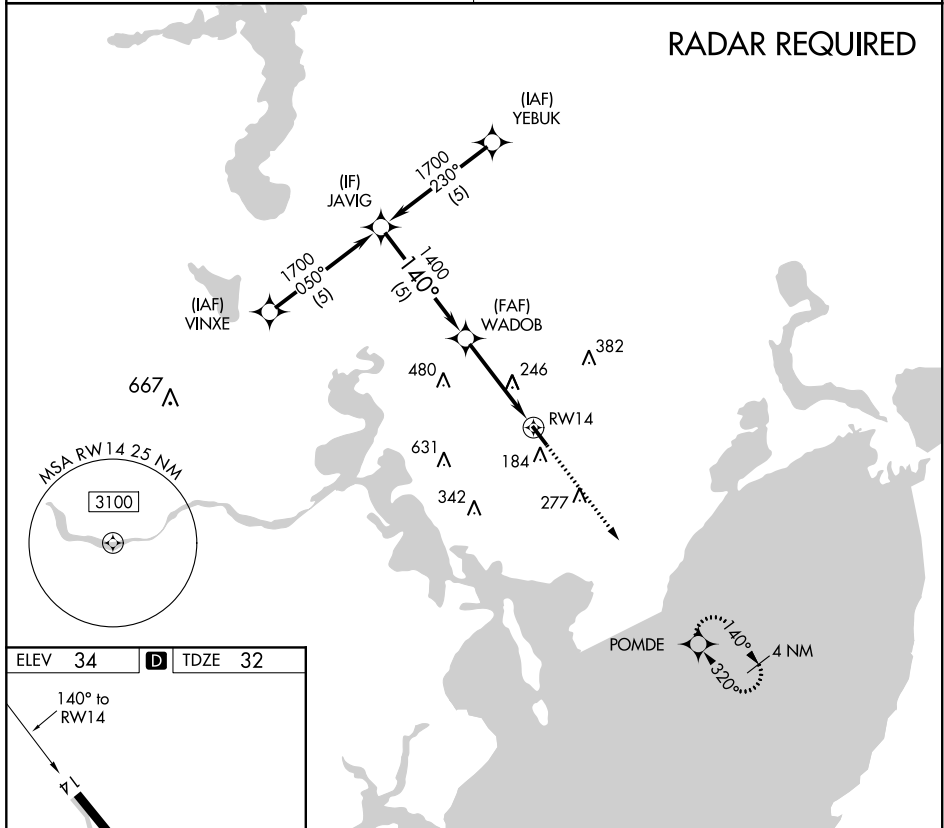 RADAR REQUIRED
(IAF)
YEBUK
1700
230°
(5)
(IF)
JAVIG
1700
050°
(5)
1400
140°
(5)
(IAF)
VINXE
(FAF)
WADOB
382
480
246
667
RW14
MSA RW14 25 NM
631
184
3100
342
277
POMDE
140°
4 NM
320°
ELEV 34
D
TDZE 32
140° to
RW14
14